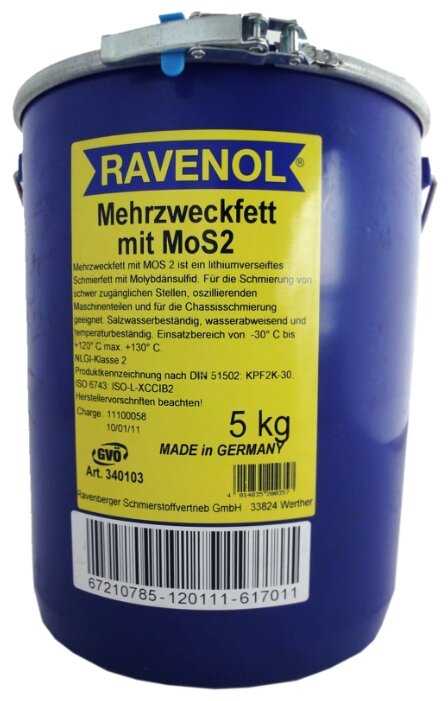 RAVENOL®
Mehrzweckfett
mit MoS2
Mehrzweckfett mit MOS 2 ist ein lithiumverseiftes
Schmierfett mit Molybdänsulfid. Für die Schmierung von
schwer zugänglichen Stellen, oszillierenden
Maschinenteilen und für die Chassisschmierung
geeignet. Salzwasserbeständig, wasserabweisend und
temperaturbeständig. Einsatzbereich von -30° C bis
+120° C max. +130° C.
NLGI-Klasse 2
Produktkennzeichnung nach DIN 51502: KPF2K-30.
ISO 6743: ISO-L-XCCIB2
Herstellervorschriften beachten!
Charge 11100058
10/01/11
5 kg
MADE in GERMANY
GVÖ
Art. 340103
4 014835 200357
Ravenberger Schmierstoffvertrieb GmbH 33824 Werther
67210785-120111-617011